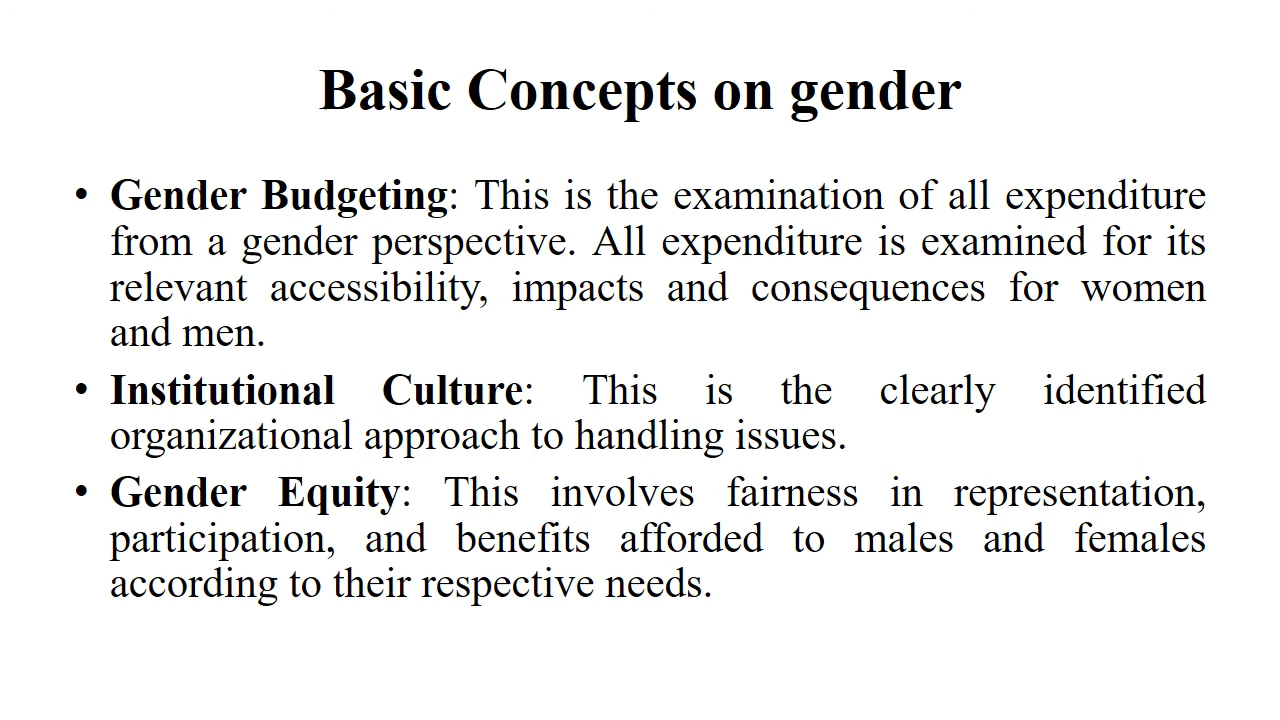 Basic Concepts on gender
• Gender Budgeting: This is the examination of all expenditure
from a gender perspective. All expenditure is examined for its
relevant accessibility, impacts and consequences for women
and men.
• Institutional Culture: This is the clearly identified
organizational approach to handling issues.
• Gender Equity: This involves fairness in representation,
participation, and benefits afforded to males and females
according to their respective needs.